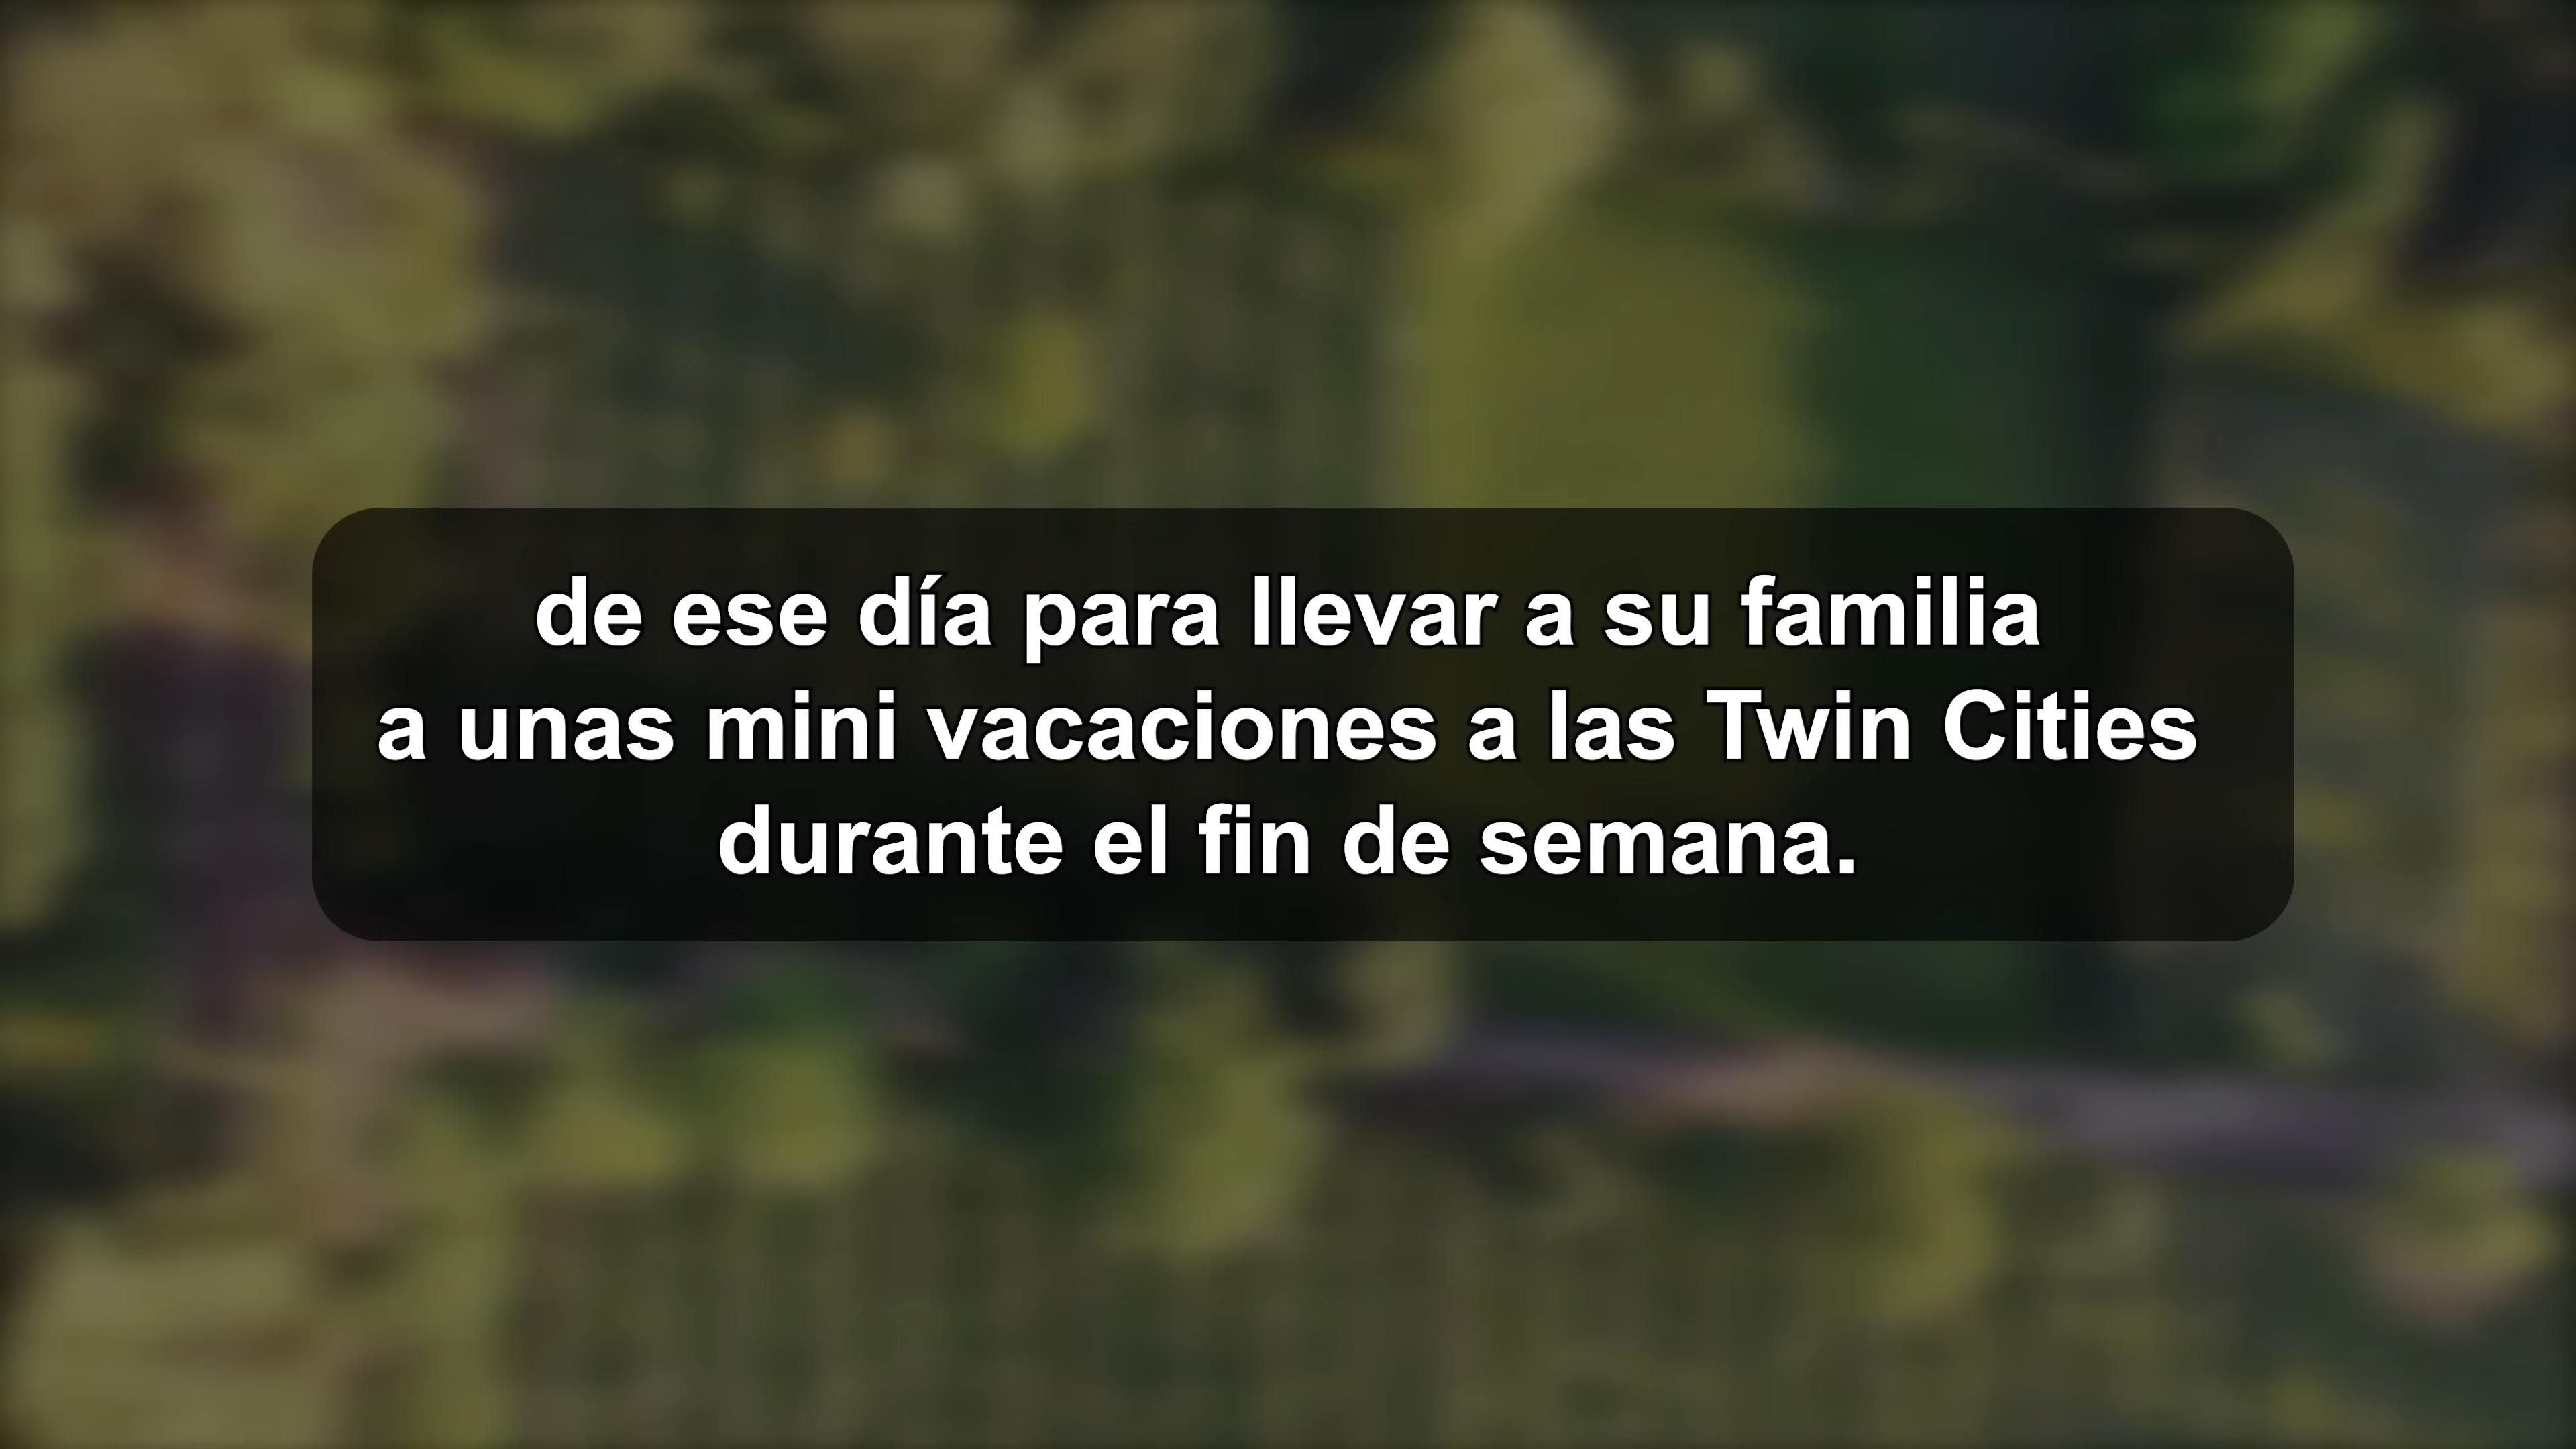 de ese día para llevar a su familia
a unas mini vacaciones a las Twin Cities
durante el fin de semana.